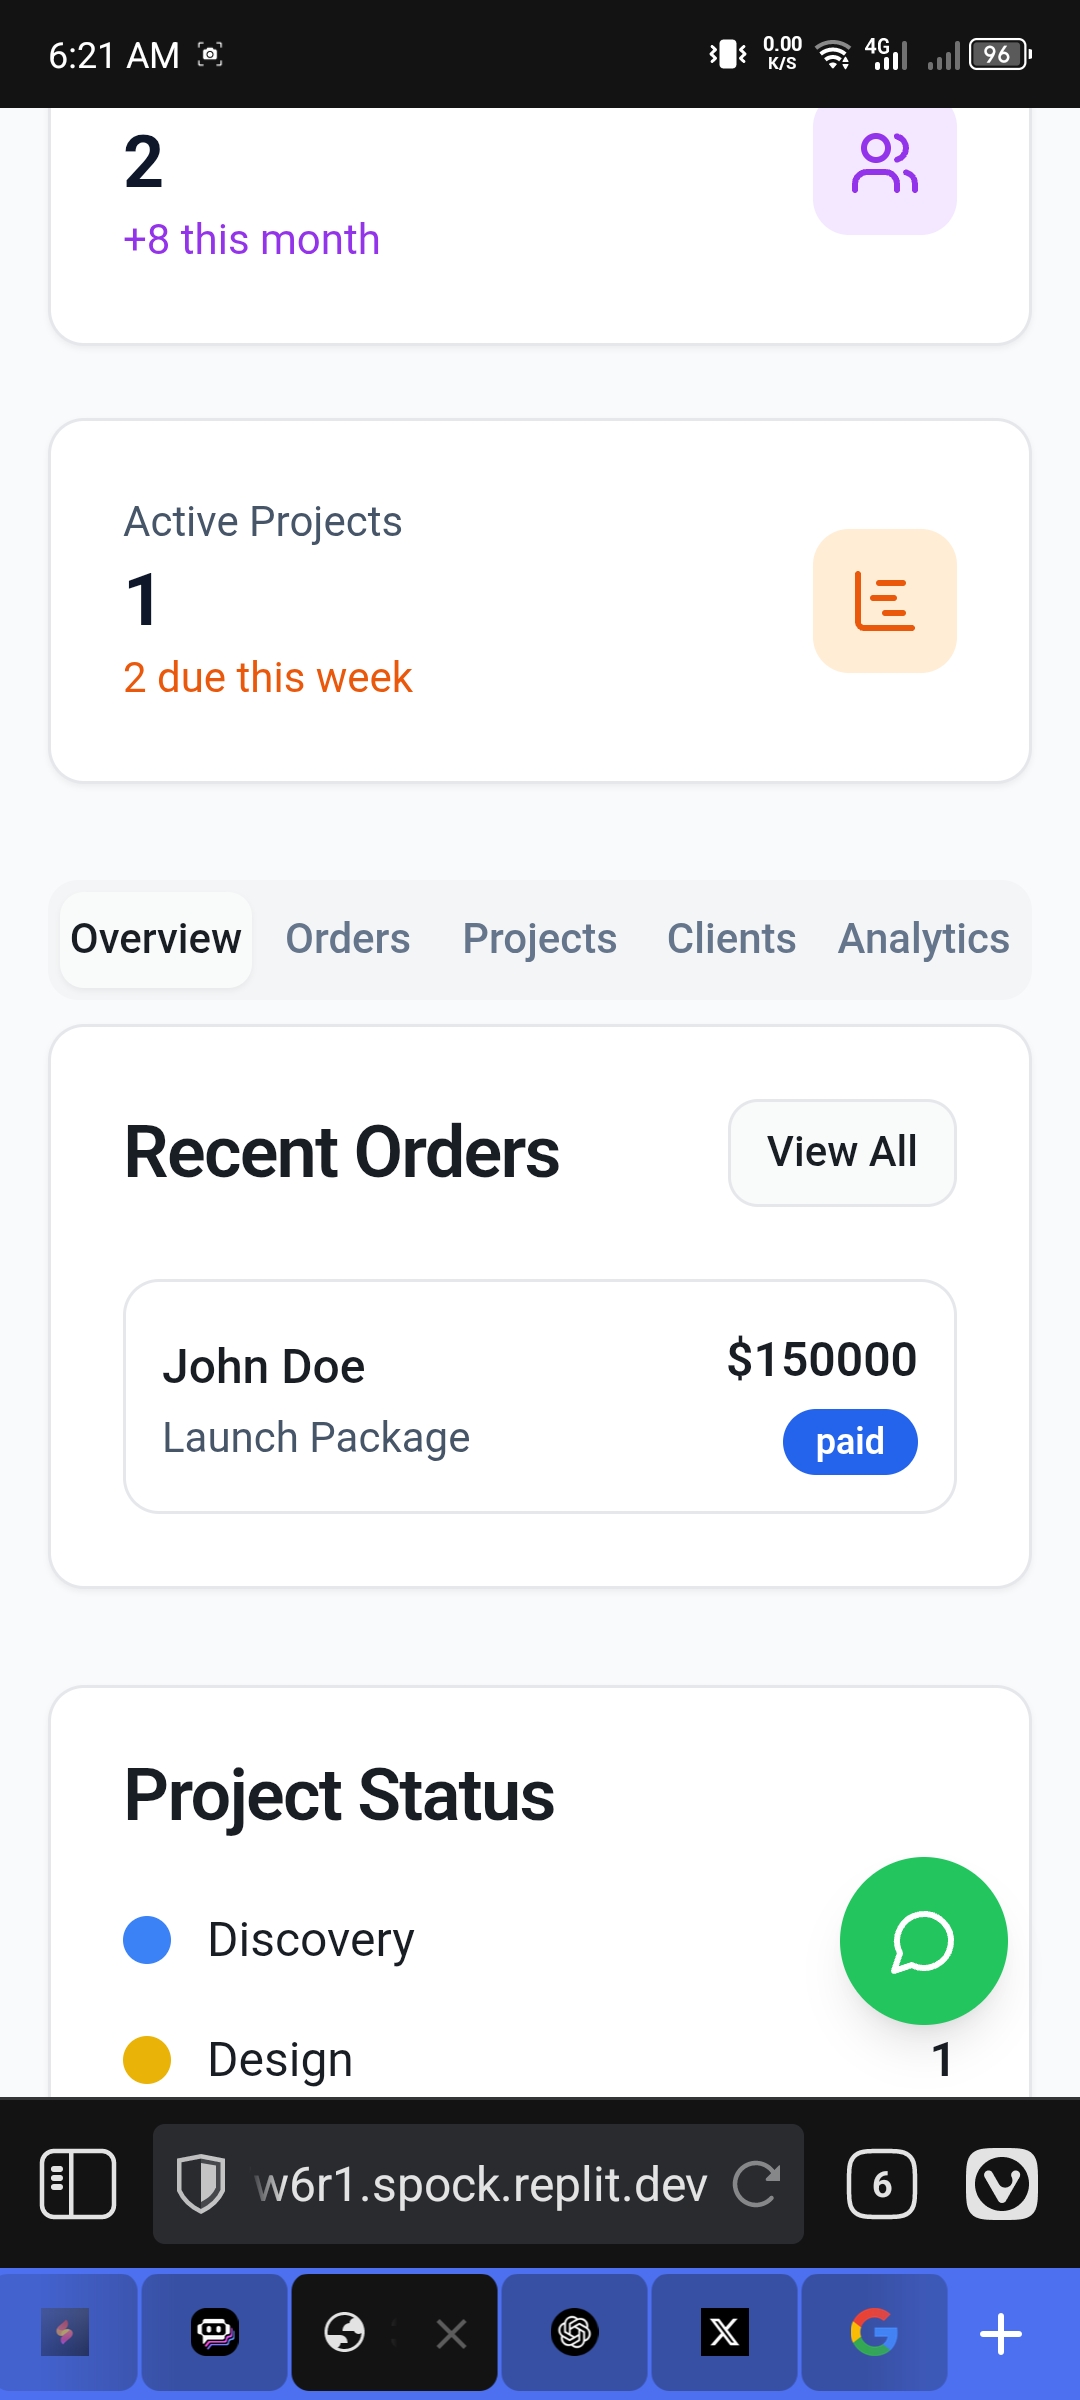 6:21 AM
0.00
K/S
4G
96
2
+8 this month
Active Projects
1
2 due this week
Overview Orders Projects Clients Analytics
Recent Orders
View All
John Doe
$150000
Launch Package
paid
Project Status
Discovery
Design
1
w6r1.spock.replit.dev
6